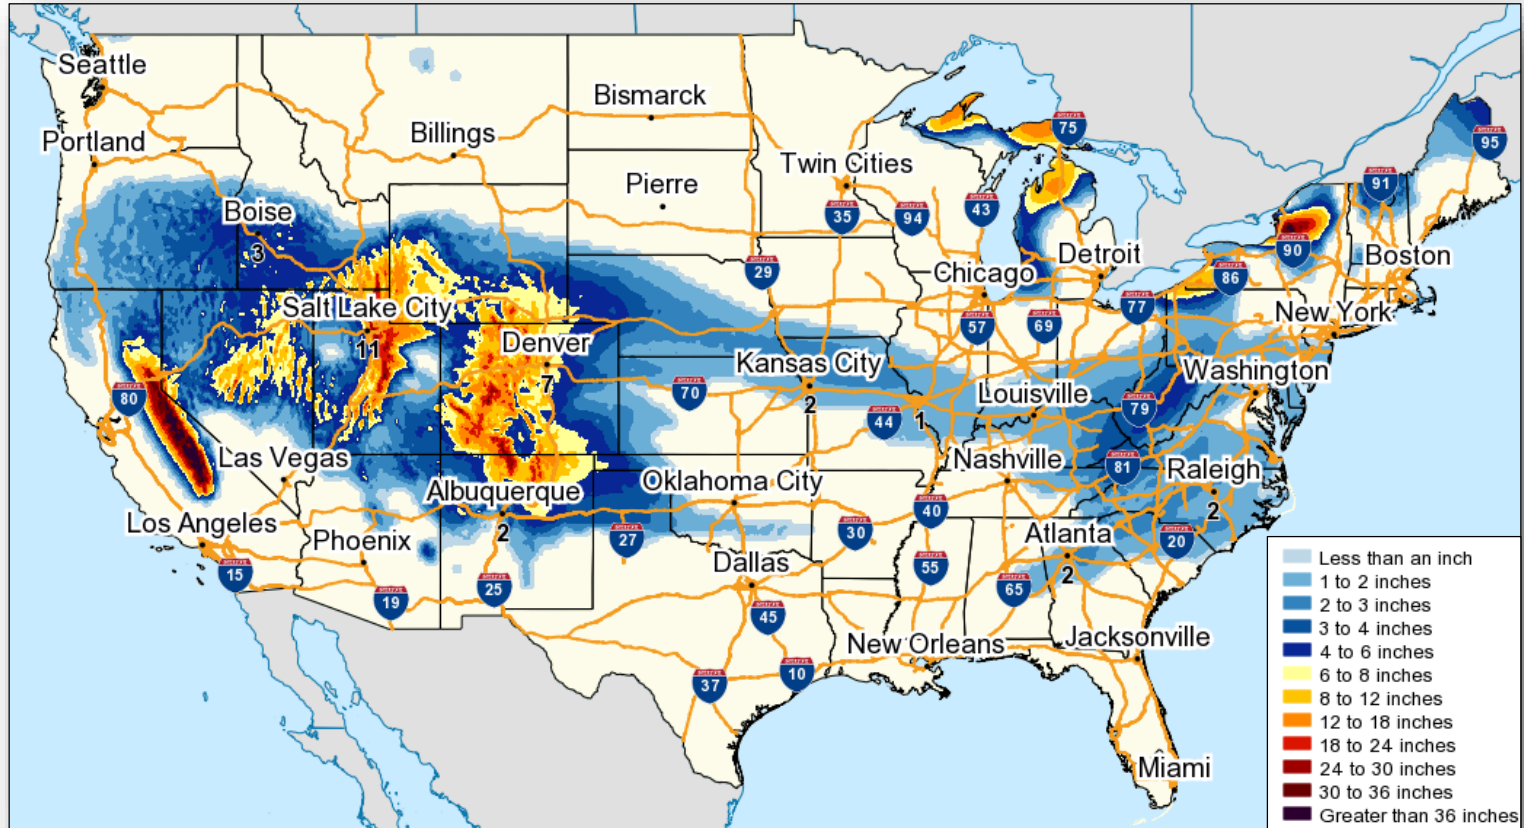 Seattle
Bismarck
75
Portland
Billings
95
Twin Cities
Pierre
91
Boise
35
94
43
3
90
Detroit
Boston
29
Chicago
86
Salt Lake City
77
New York
57
69
11
Denver
Kansas City
Washington
7
80
70
Louisville
2
79
44
1
Las Vegas
Nashville
81
Raleigh
Albuquerque
Oklahoma City
40
2
Los Angeles
Phoenix
2
27
30
Atlanta
20
Dallas
55
2
15
19
25
65
45
New Orleans
Jacksonville
10
37
Miami
Less than an inch
1 to 2 inches
2 to 3 inches
3 to 4 inches
4 to 6 inches
6 to 8 inches
8 to 12 inches
12 to 18 inches
18 to 24 inches
24 to 30 inches
30 to 36 inches
Greater than 36 inches